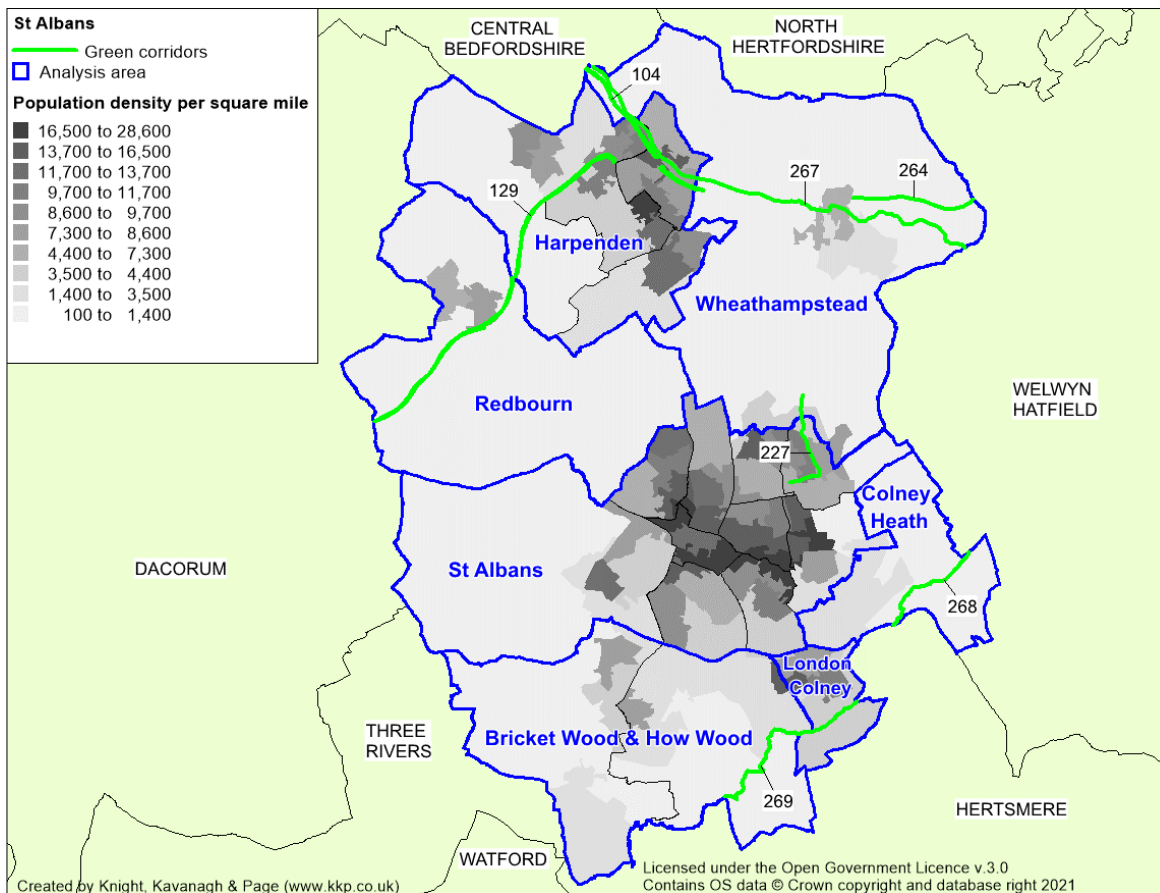 St Albans
Green corridors
Analysis area
Population density per square mile
16,500 to 28,600
13,700 to 16,500
11,700 to 13,700
9,700 to 11,700
8,600 to 9,700
7,300 to 8,600
4,400 to 7,300
3,500 to 4,400
1,400 to 3,500
100 to 1,400
CENTRAL
BEDFORDSHIRE
NORTH
HERTFORDSHIRE
104
129
267
264
Harpenden
Wheathampstead
Redbourn
WELWYN
HATFIELD
227
Colney
Heath
DACORUM
St Albans
268
London
Colney
THREE
RIVERS
Bricket Wood & How Wood
269
HERTSMERE
WATFORD
Created by Knight, Kavanagh & Page (www.kkp.co.uk)
Licensed under the Open Government Licence v.3.0
Contains OS data © Crown copyright and database right 2021